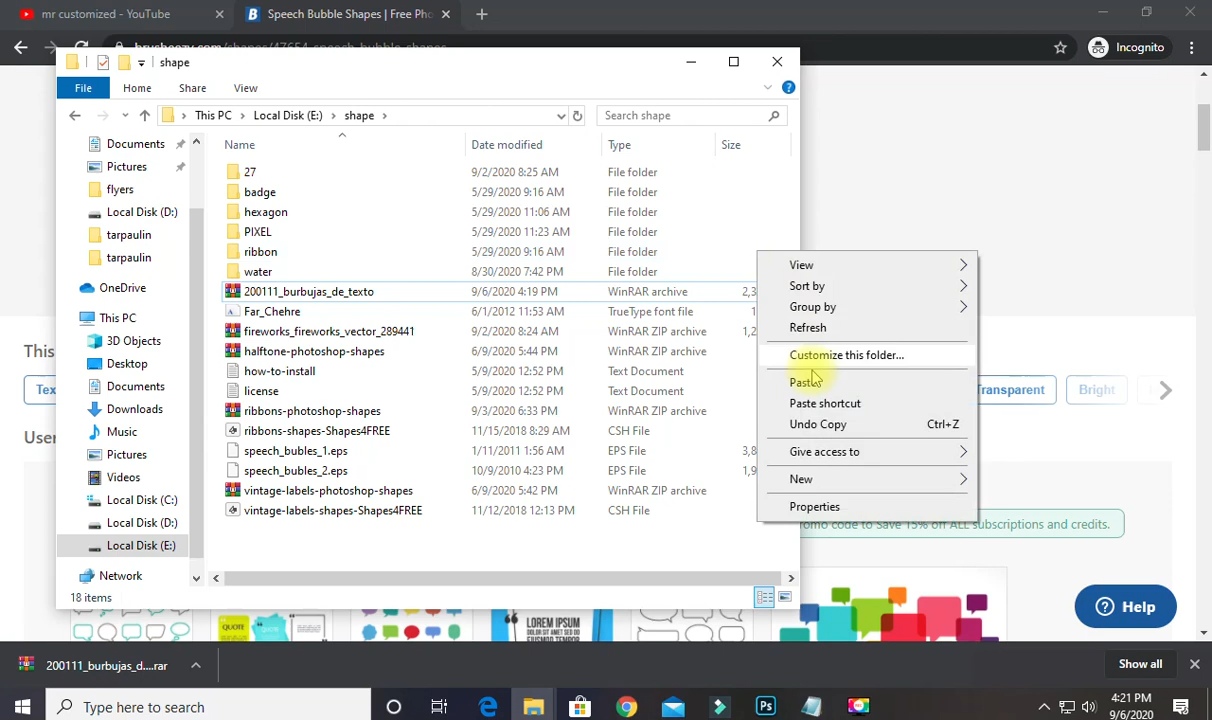 mr customized - YouTube
Speech Bubble Shapes | Free Pho
Incognito
shape
File
Home
Share
View
This PC
Local Disk (E:)
shape
Search shape
Name
Date modified
Type
Size
Documents
Pictures
flyers
Local Disk (D:)
tarpaulin
tarpaulin
OneDrive
This PC
3D Objects
Desktop
Documents
Downloads
Music
Pictures
Videos
Local Disk (C:)
Local Disk (D:)
Local Disk (E:)
Network
27 9/2/2020 8:25 AM File folder
badge 5/29/2020 9:16 AM File folder
hexagon 5/29/2020 11:06 AM File folder
PIXEL 5/29/2020 11:23 AM File folder
ribbon 5/29/2020 9:16 AM File folder
water 8/30/2020 7:42 PM File folder
200111_burbujas_de_texto 9/6/2020 4:19 PM WinRAR archive 2,3
Far_Chehre 6/1/2012 11:53 AM TrueType font file 1
fireworks_fireworks_vector_289441 9/2/2020 8:24 AM WinRAR ZIP archive 1,2
halftone-photoshop-shapes 6/9/2020 5:44 PM WinRAR ZIP archive
how-to-install 5/9/2020 12:52 PM Text Document
license 5/9/2020 12:52 PM Text Document
ribbons-photoshop-shapes 9/3/2020 6:33 PM WinRAR ZIP archive
ribbons-shapes-Shapes4FREE 11/15/2018 8:29 AM CSH File
speech_bubles_1.eps 1/11/2011 1:56 AM EPS File 3,8
speech_bubles_2.eps 10/9/2010 4:23 PM EPS File 1,9
vintage-labels-photoshop-shapes 6/9/2020 5:42 PM WinRAR ZIP archive
vintage-labels-shapes-Shapes4FREE 11/12/2018 12:13 PM CSH File
18 items
View
Sort by
Group by
Refresh
Customize this folder...
Paste
Paste shortcut
Undo Copy Ctrl+Z
Give access to
New
Properties
This
Tex
User
Transparent
Bright
romo code to Save 15% off ALL subscriptions and credits.
QUOTE
LOREM IPSUM
Help
200111_burbujas_d....rar
Show all
Type here to search
Ps
4:21 PM
9/6/2020